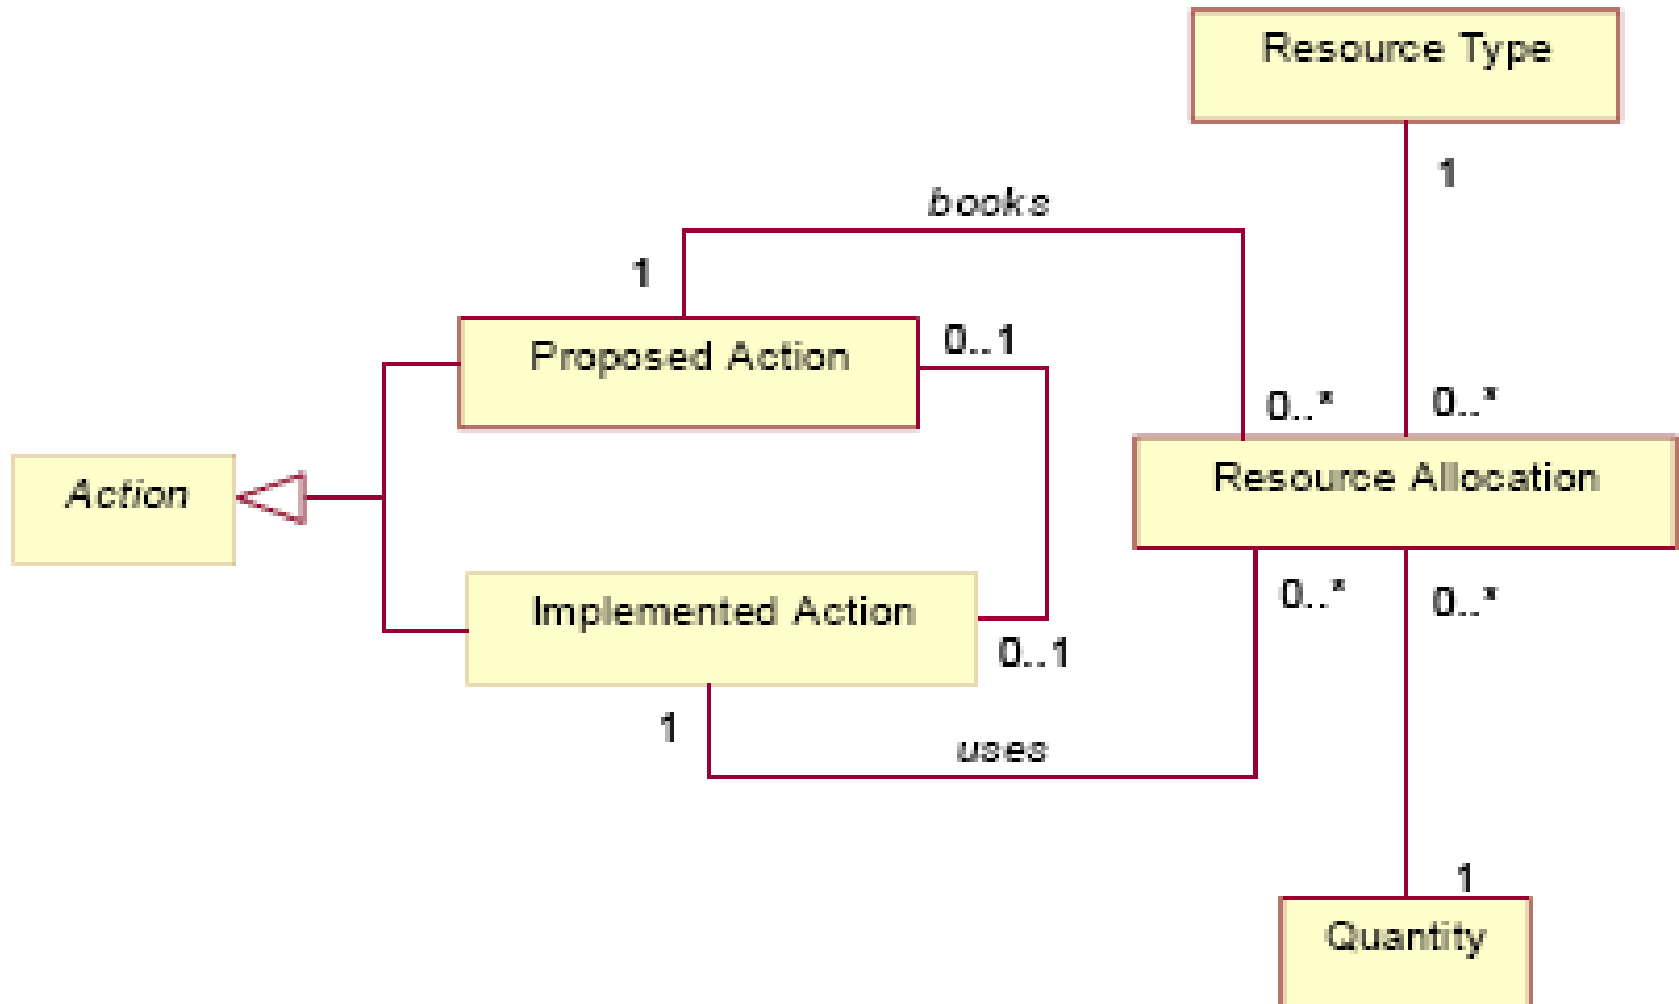 Resource Type
1
books
1
Proposed Action
0..1
0..*
0..*
Action
Resource Allocation
Implemented Action
0..1
0..*
0..*
1
uses
1
Quantity